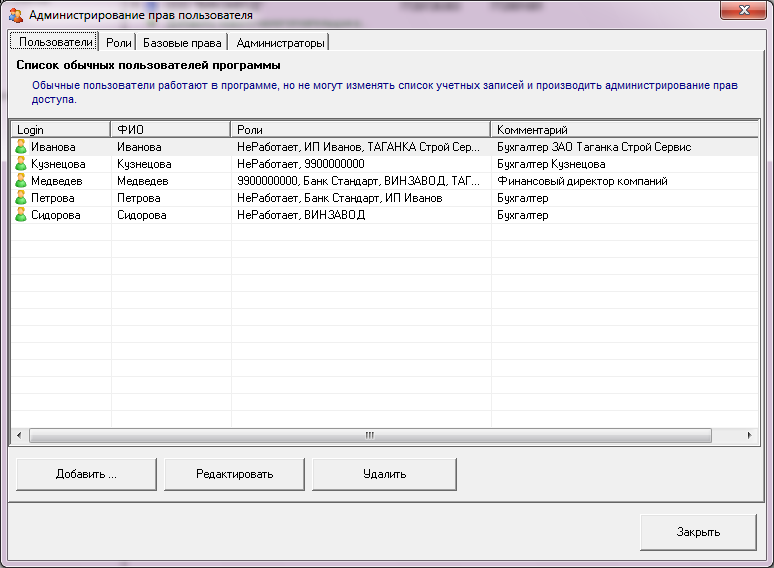 Администрирование прав пользователя
Пользователи Роли Базовые права Администраторы
Список обычных пользователей программы
Обычные пользователи работают в программе, но не могут изменять список учетных записей и производить администрирование прав
доступа.
Login ФИО Роли Комментарий
Иванова Иванова НеРаботает, ИП Иванов, ТАГАНКА Строй Сер... Бухгалтер ЗАО Таганка Строй Сервис
Кузнецова Кузнецова НеРаботает, 9900000000 Бухгалтер Кузнецова
Медведев Медведев 9900000000, Банк Стандарт, ВИНЗАВОД, ТАГ... Финансовый директор компаний
Петрова Петрова НеРаботает, Банк Стандарт, ИП Иванов Бухгалтер
Сидорова Сидорова НеРаботает, ВИНЗАВОД Бухгалтер
Добавить ... Редактировать Удалить
Закрыть